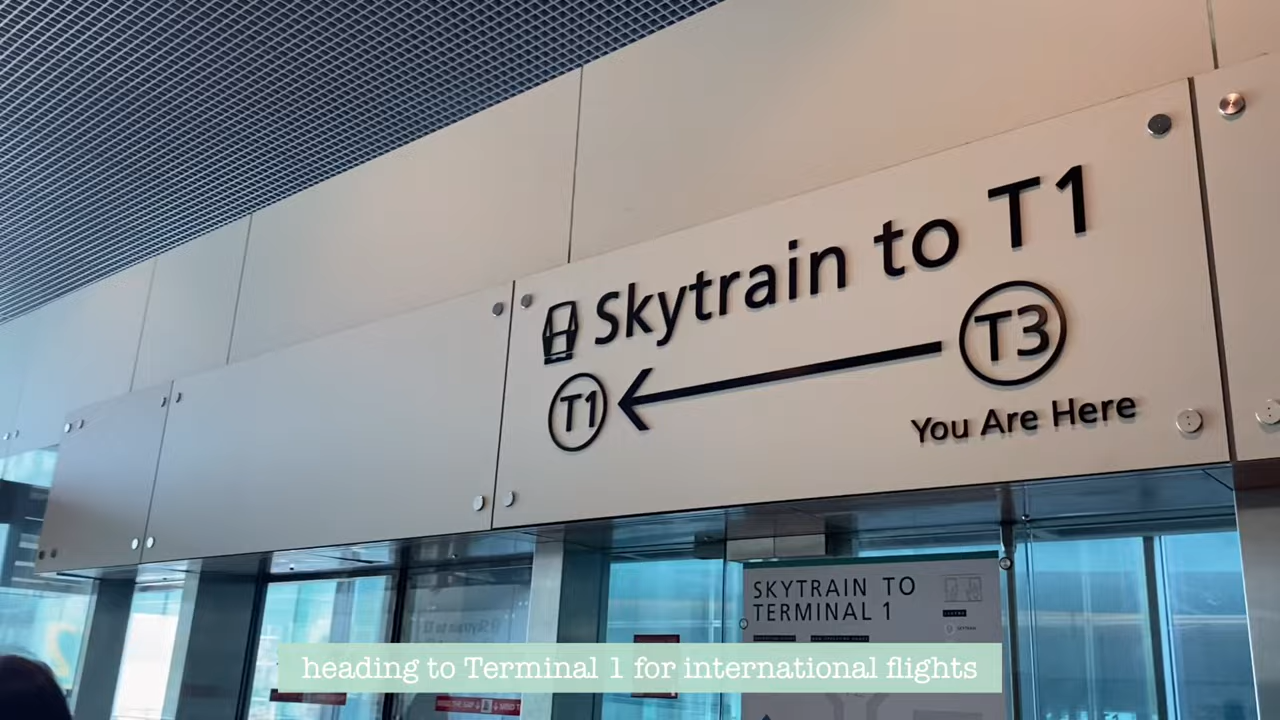 Skytrain to T1
T1
T3
You Are Here
SKYTRAIN TO
TERMINAL 1
heading to Terminal 1 for international flights